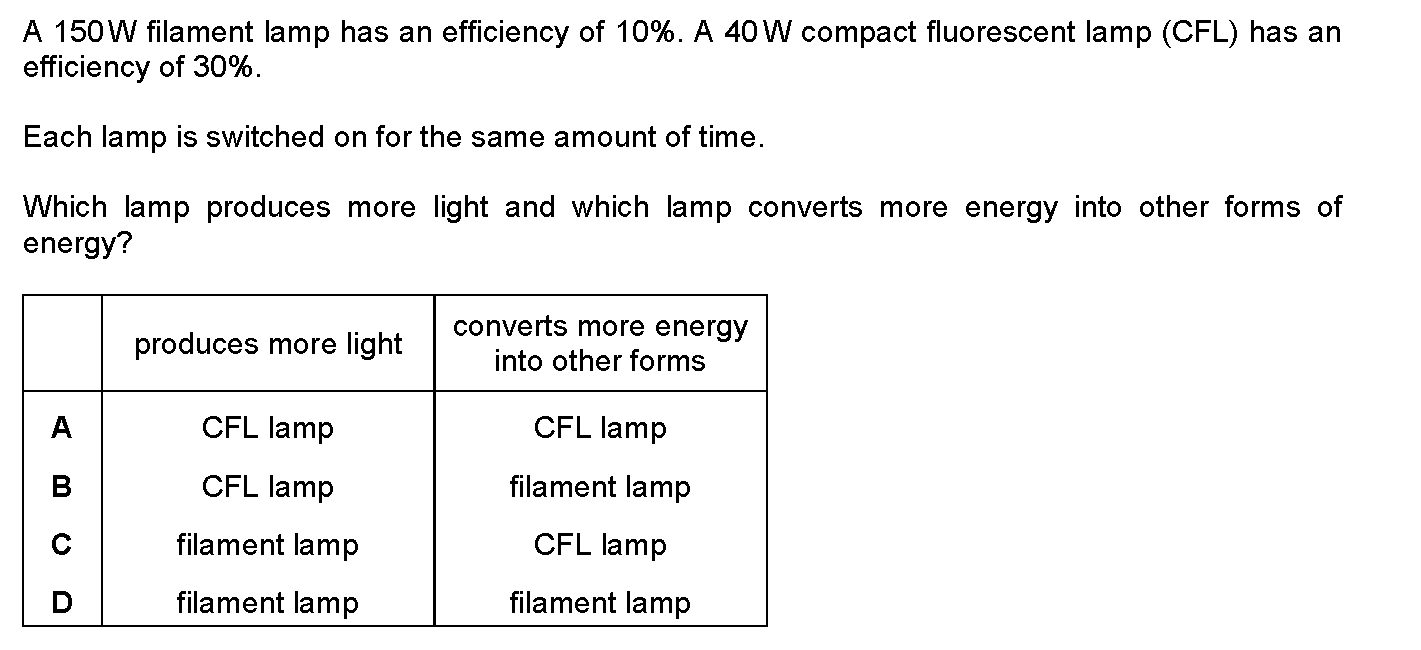 A 150 W filament lamp has an efficiency of 10%. A 40 W compact fluorescent lamp (CFL) has an
efficiency of 30%.
Each lamp is switched on for the same amount of time.
Which lamp produces more light and which lamp converts more energy into other forms of
energy?
produces more light
converts more energy
into other forms
A CFL lamp CFL lamp
B CFL lamp filament lamp
C filament lamp CFL lamp
D filament lamp filament lamp